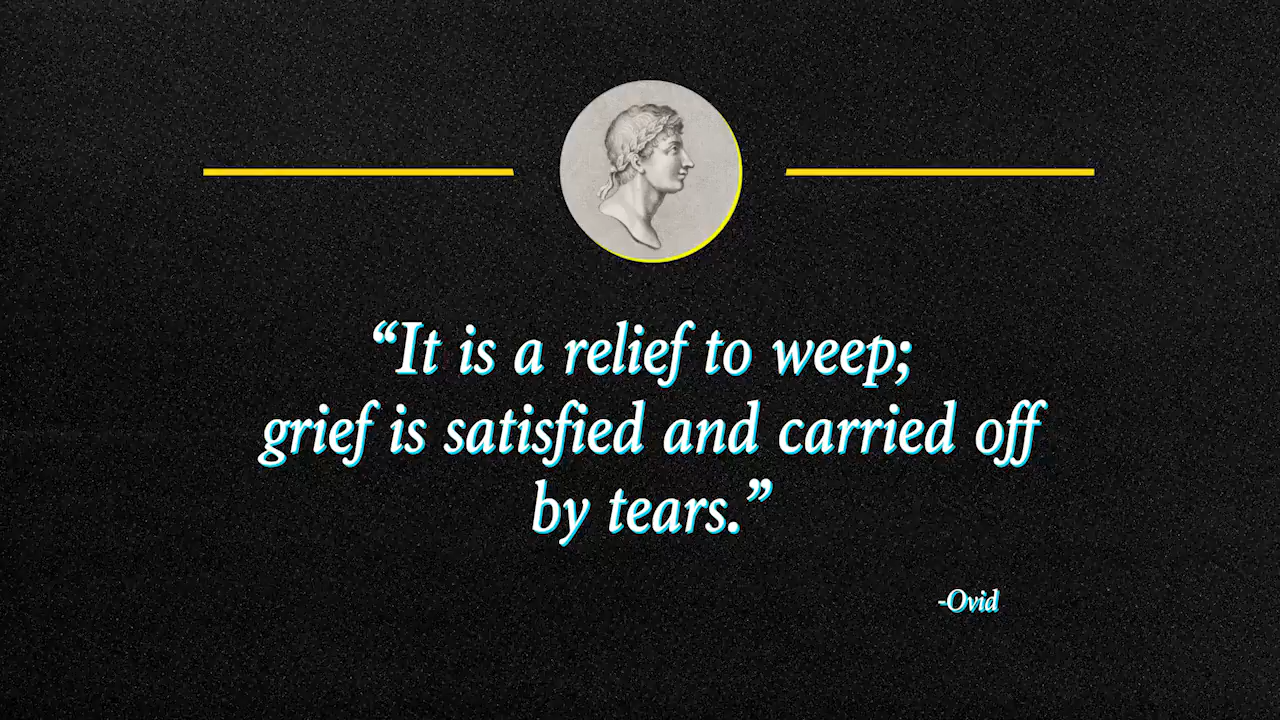 “It is a relief to weep;
grief is satisfied and carried off
by tears.”
-Ovid